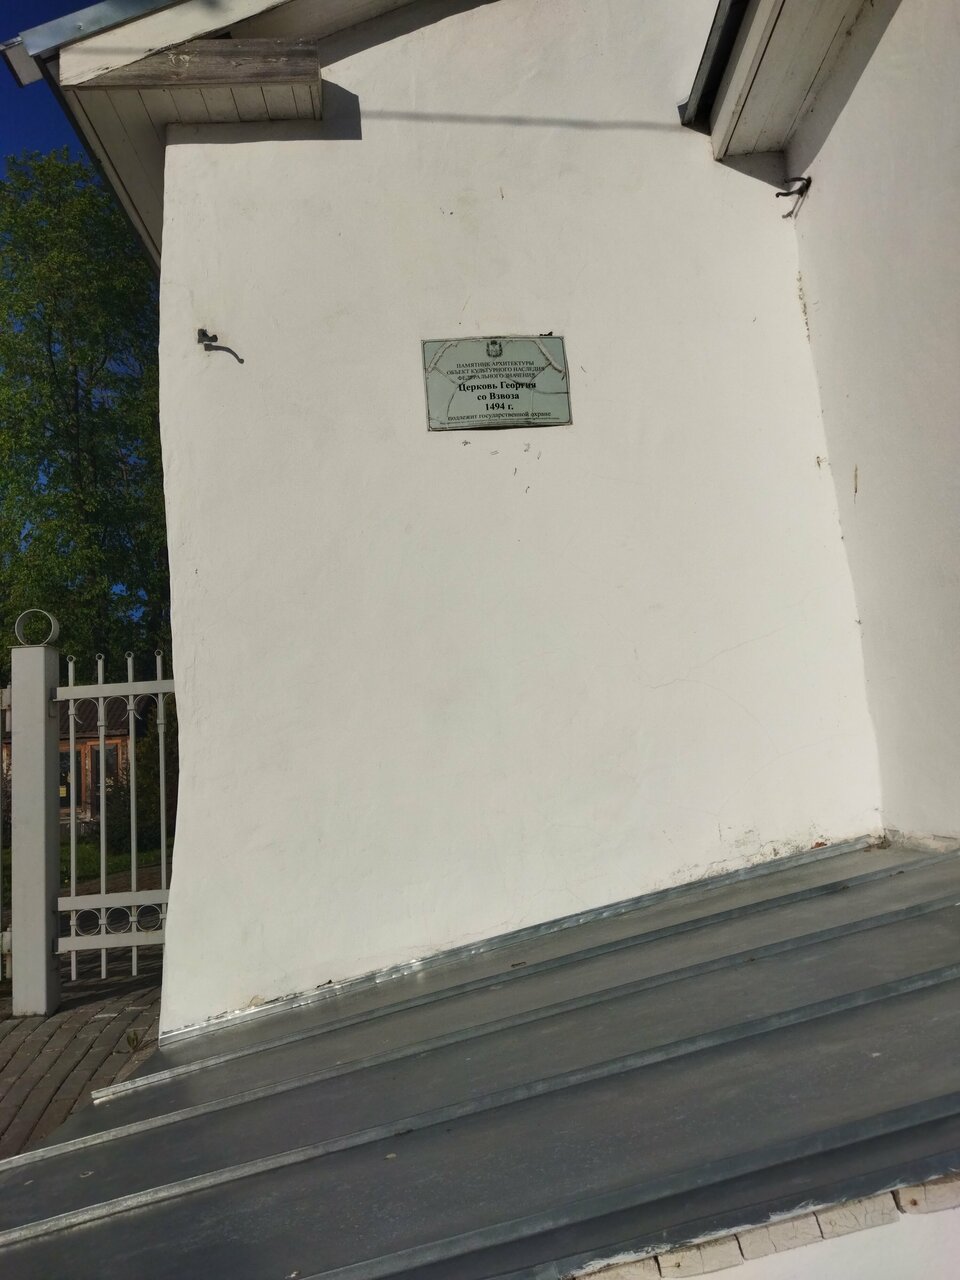 ПАМЯТНИК АРХИТЕКТУРЫ
ОБЪЕКТ КУЛЬТУРНОГО НАСЛЕДИЯ
ФЕДЕРАЛЬНОГО ЗНАЧЕНИЯ
Церковь Георгия
со Взвоза
1494 г.
подлежит государственной охране